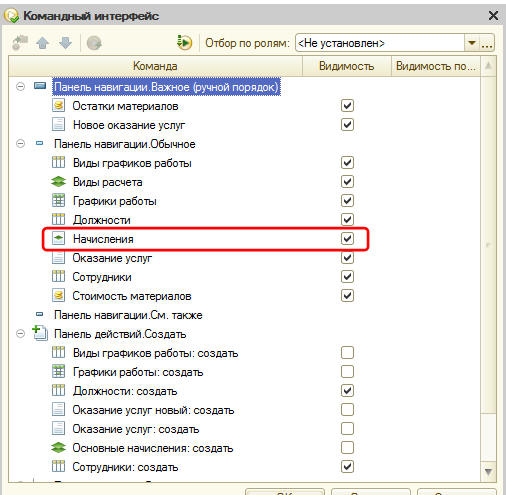 Командный интерфейс
Отбор по ролям: <Не установлен>
Команда Видимость Видимость по...
Панель навигации.Важное (ручной порядок)
Остатки материалов
Новое оказание услуг
Панель навигации.Обычное
Виды графиков работы
Виды расчета
Графики работы
Должности
Начисления
Оказание услуг
Сотрудники
Стоимость материалов
Панель навигации.См. также
Панель действий.Создать
Виды графиков работы: создать
Графики работы: создать
Должности: создать
Оказание услуг новый: создать
Оказание услуг: создать
Основные начисления: создать
Сотрудники: создать